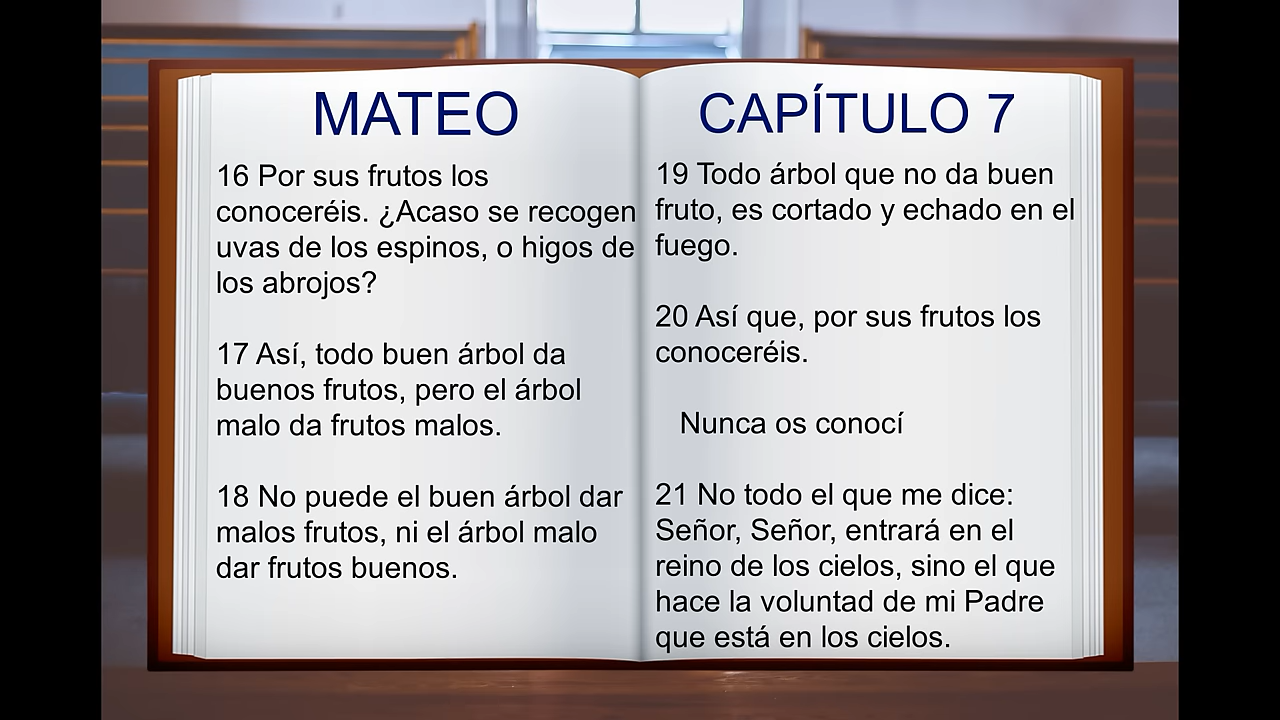 MATEO
16 Por sus frutos los
conoceréis. ¿Acaso se recogen
uvas de los espinos, o higos de
los abrojos?
17 Así, todo buen árbol da
buenos frutos, pero el árbol
malo da frutos malos.
18 No puede el buen árbol dar
malos frutos, ni el árbol malo
dar frutos buenos.
CAPÍTULO 7
19 Todo árbol que no da buen
fruto, es cortado y echado en el
fuego.
20 Así que, por sus frutos los
conoceréis.
Nunca os conocí
21 No todo el que me dice:
Señor, Señor, entrará en el
reino de los cielos, sino el que
hace la voluntad de mi Padre
que está en los cielos.